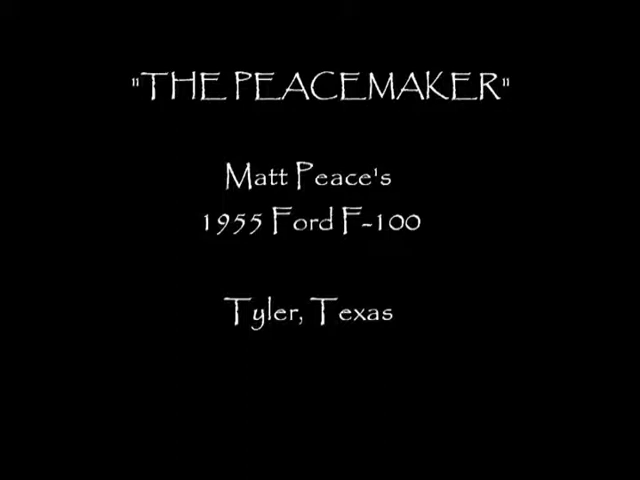 "THE PEACEMAKER"
Matt Peace's
1955 Ford F-100
Tyler, Texas